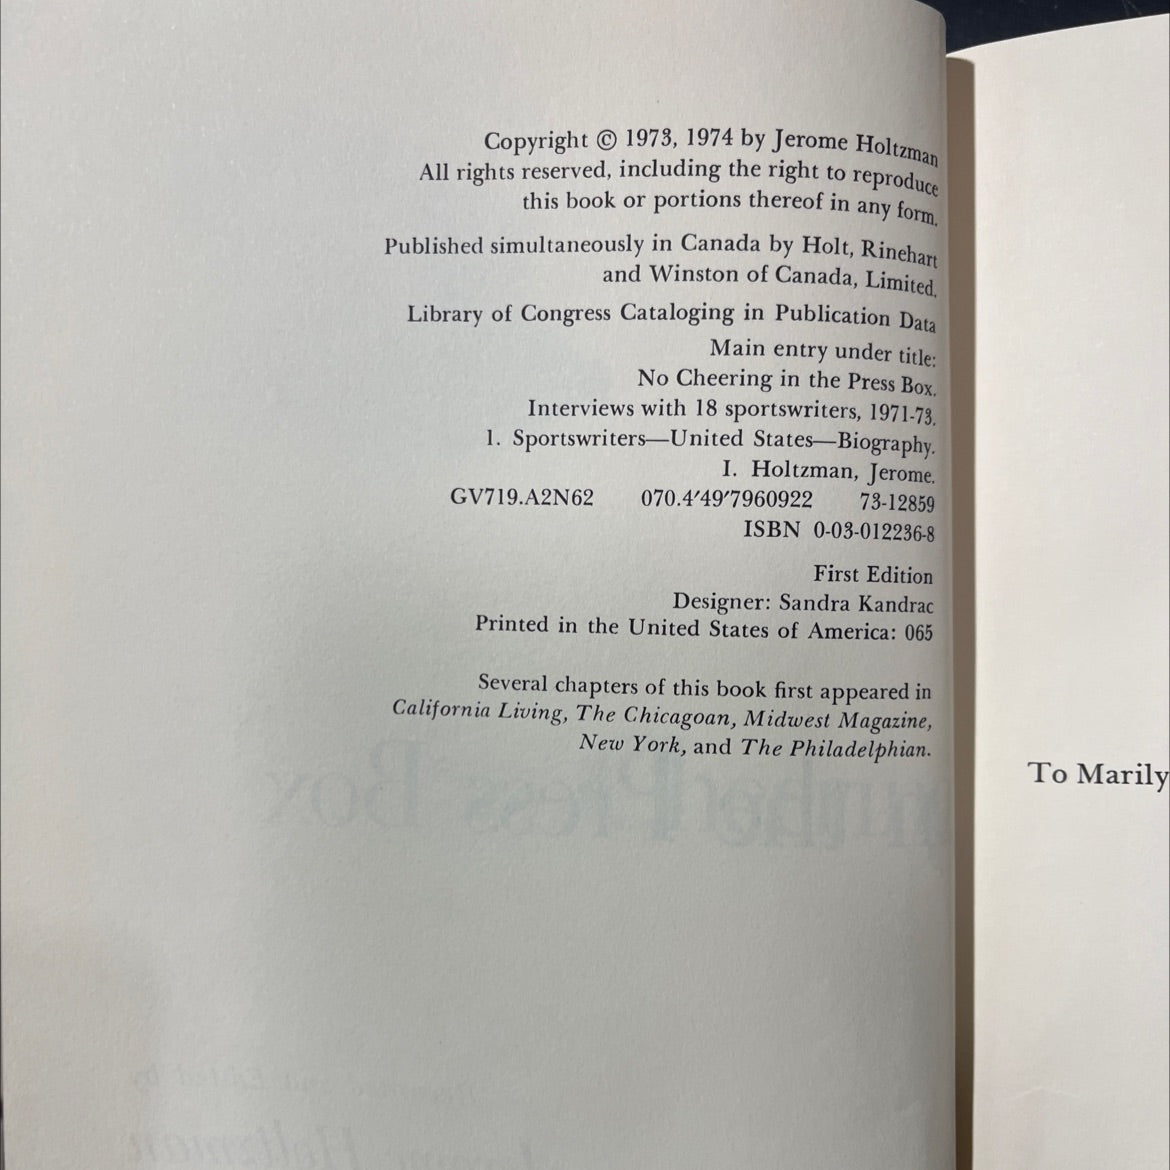 Copyright © 1973, 1974 by Jerome Holtzman
All rights reserved, including the right to reproduce
this book or portions thereof in any form.
Published simultaneously in Canada by Holt, Rinehart
and Winston of Canada, Limited.
Library of Congress Cataloging in Publication Data
Main entry under title:
No Cheering in the Press Box.
Interviews with 18 sportswriters, 1971-73.
1. Sportswriters—United States—Biography.
I. Holtzman, Jerome.
GV719.A2N62 070.4′49′7960922 73-12859
ISBN 0-03-012236-8
First Edition
Designer: Sandra Kandrac
Printed in the United States of America: 065
Several chapters of this book first appeared in
California Living, The Chicagoan, Midwest Magazine,
New York, and The Philadelphian.
To Marily